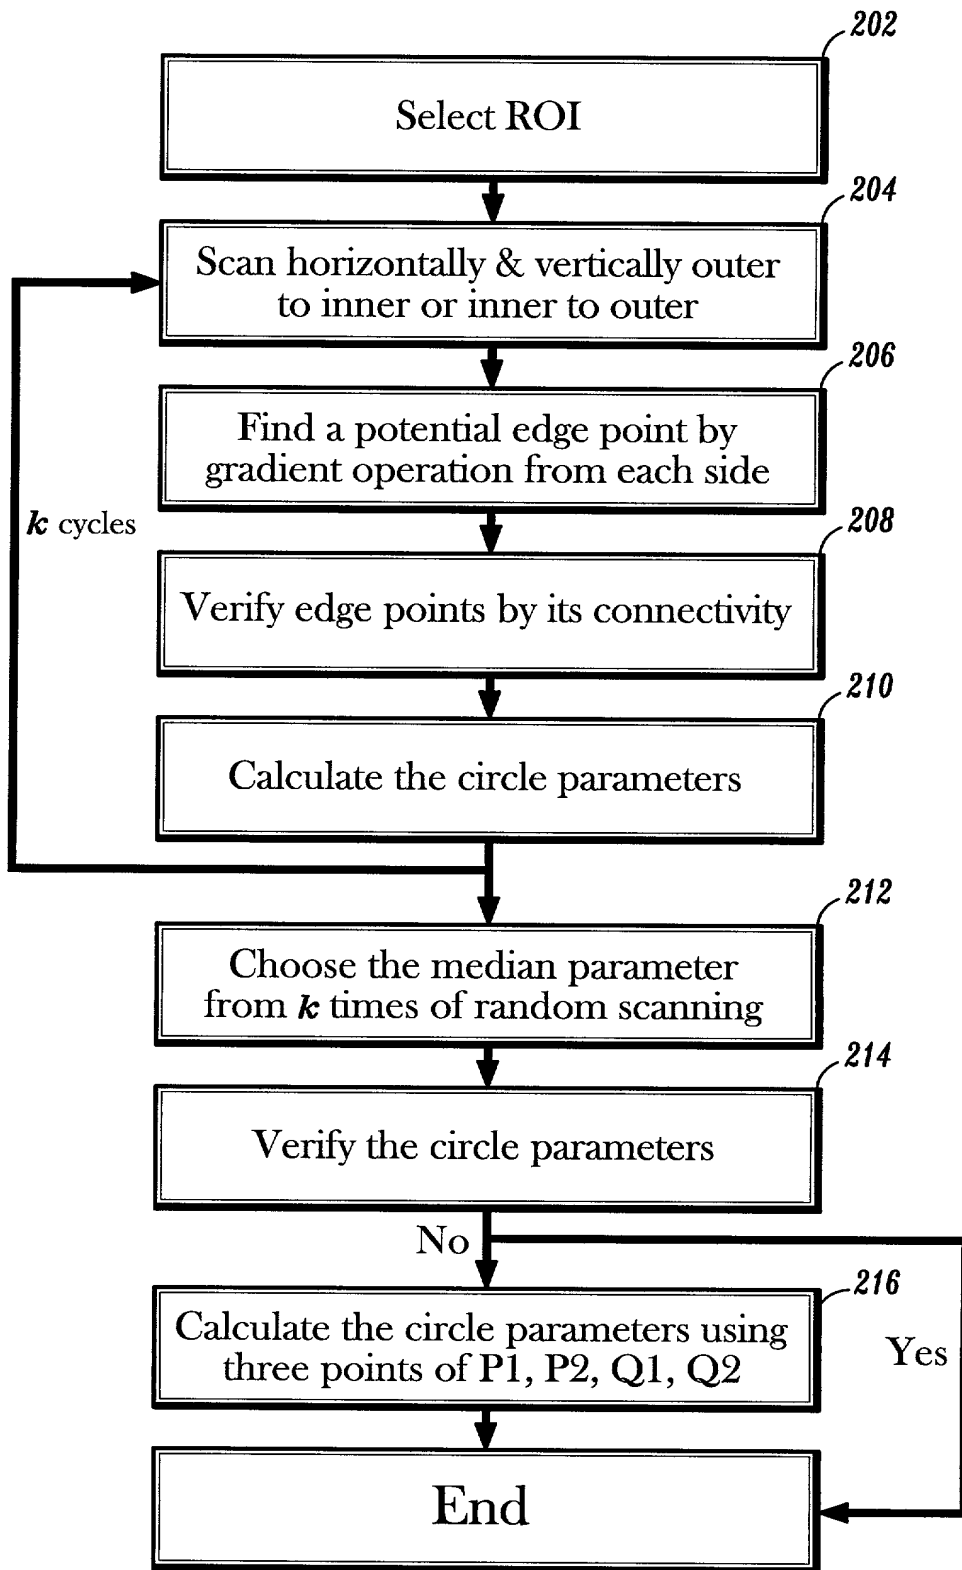 202
Select ROI
204
Scan horizontally & vertically outer
to inner or inner to outer
206
Find a potential edge point by
gradient operation from each side
k cycles
208
Verify edge points by its connectivity
210
Calculate the circle parameters
212
Choose the median parameter
from k times of random scanning
214
Verify the circle parameters
No
216
Calculate the circle parameters using
three points of P1, P2, Q1, Q2
Yes
End